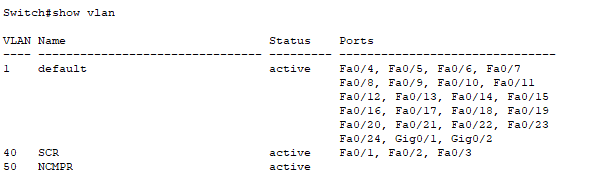 Switch#show vlan
VLAN Name Status Ports
---- -------------------------------- --------- -------------------------------
1 default active Fa0/4, Fa0/5, Fa0/6, Fa0/7
Fa0/8, Fa0/9, Fa0/10, Fa0/11
Fa0/12, Fa0/13, Fa0/14, Fa0/15
Fa0/16, Fa0/17, Fa0/18, Fa0/19
Fa0/20, Fa0/21, Fa0/22, Fa0/23
Fa0/24, Gig0/1, Gig0/2
40 SCR active Fa0/1, Fa0/2, Fa0/3
50 NCMPR active